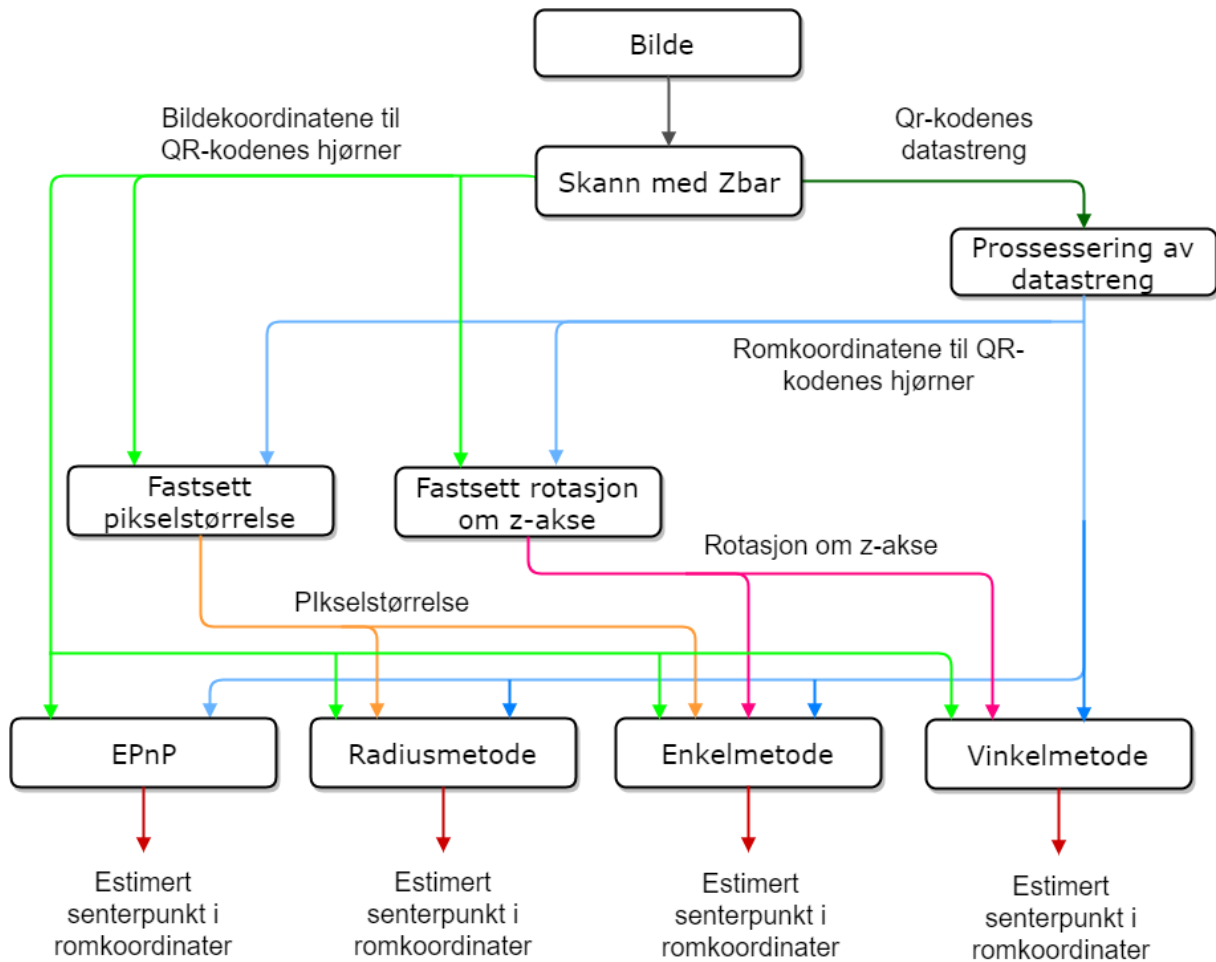 Bilde
Bildekoordinatene til
QR-kodenes hjørner
Qr-kodenes
datastreng
Skann med Zbar
Prossessering av
datastreng
Romkoordinatene til QR-
kodenes hjørner
Fastsett
pikselstørrelse
Fastsett rotasjon
om z-akse
Rotasjon om z-akse
PIkselstørrelse
EPnP
Radiusmetode
Enkelmetode
Vinkelmetode
Estimert
senterpunkt i
romkoordinater
Estimert
senterpunkt i
romkoordinater
Estimert
senterpunkt i
romkoordinater
Estimert
senterpunkt i
romkoordinater